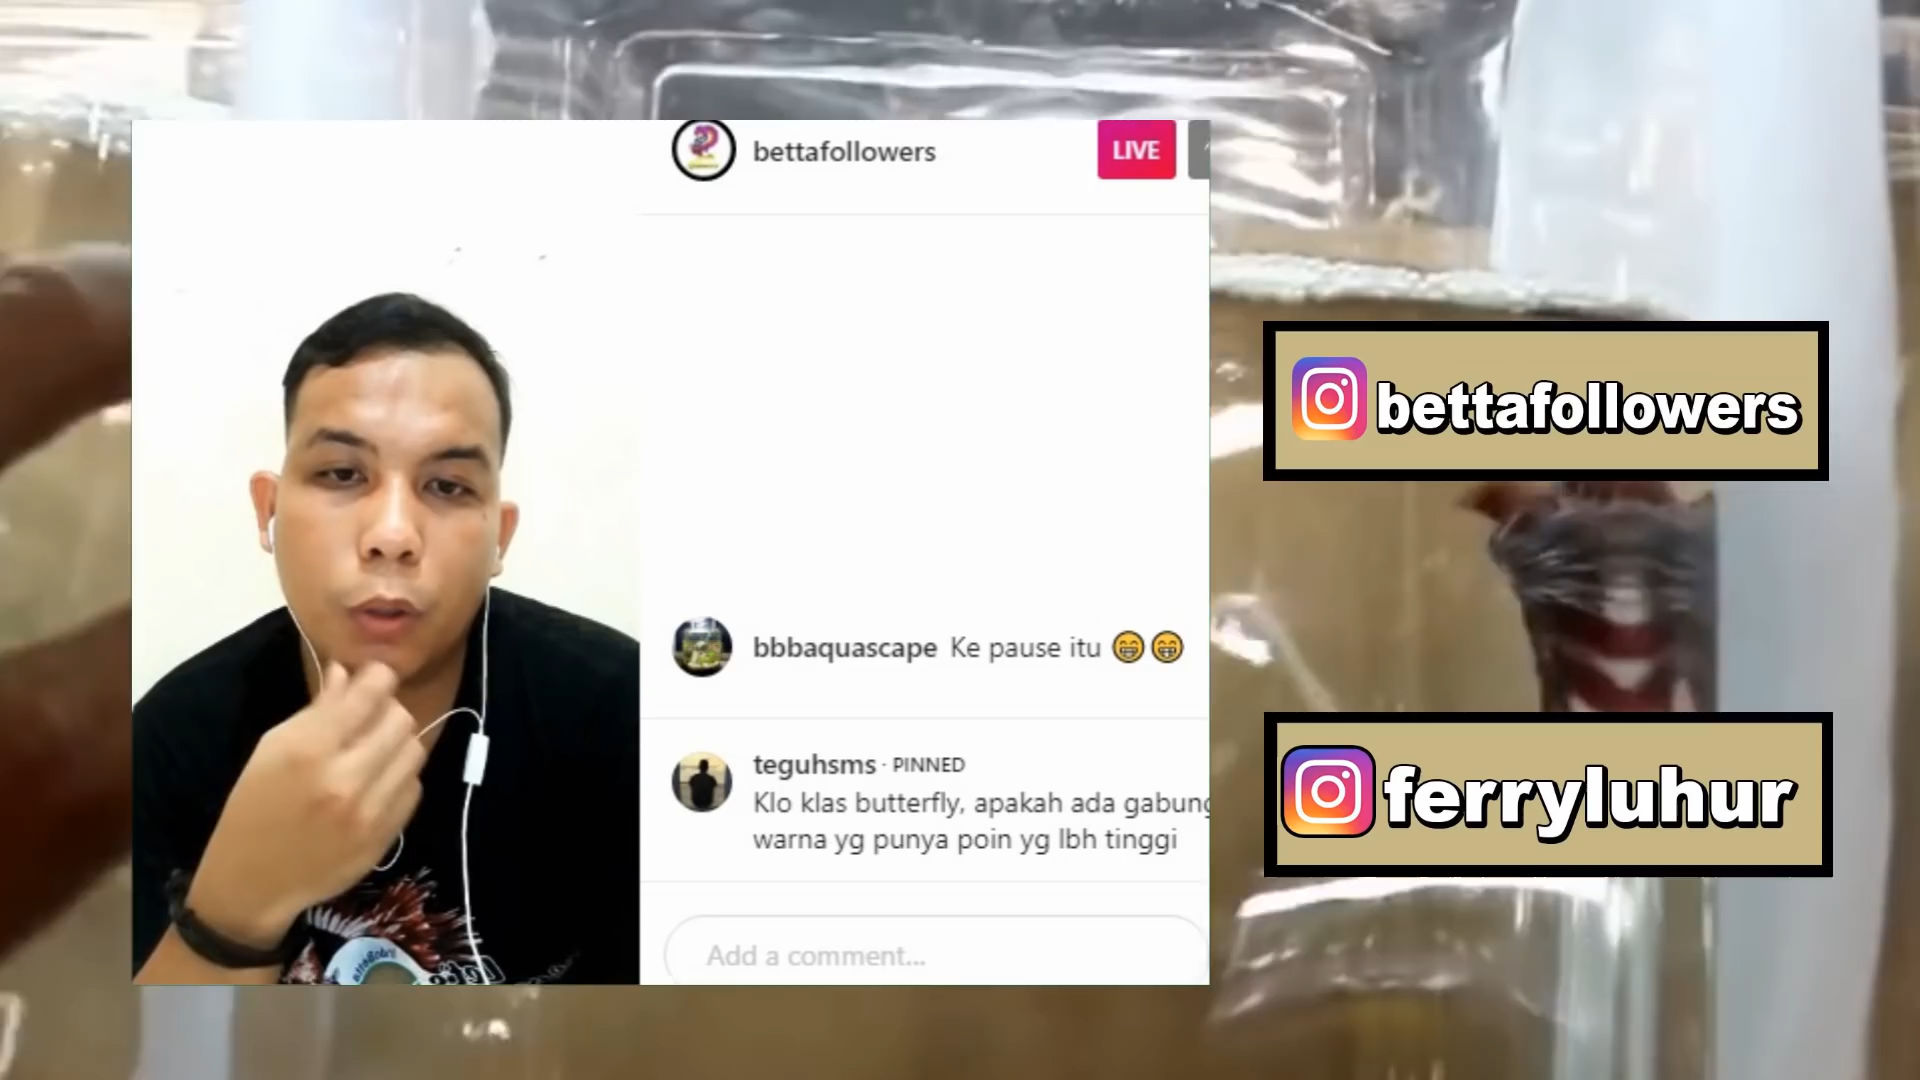 bettafollowers
LIVE
bbbaquascape Ke pause itu 😁😁
teguhsms · PINNED
Klo klas butterfly, apakah ada gabung
warna yg punya poin yg lbh tinggi
Add a comment...
bettafollowers
ferryluhur